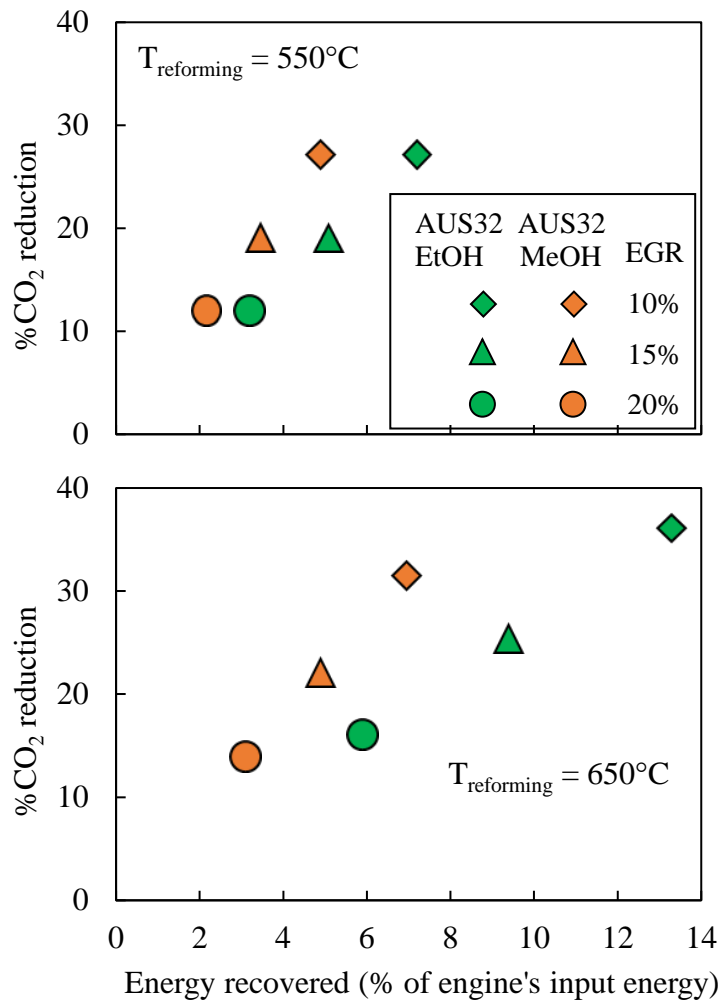 40
30
20
10
0
%CO2 reduction
Treforming = 550°C
AUS32 AUS32
EtOH MeOH EGR
10%
15%
20%
40
30
20
10
0
%CO2 reduction
Treforming = 650°C
0 2 4 6 8 10 12 14
Energy recovered (% of engine's input energy)